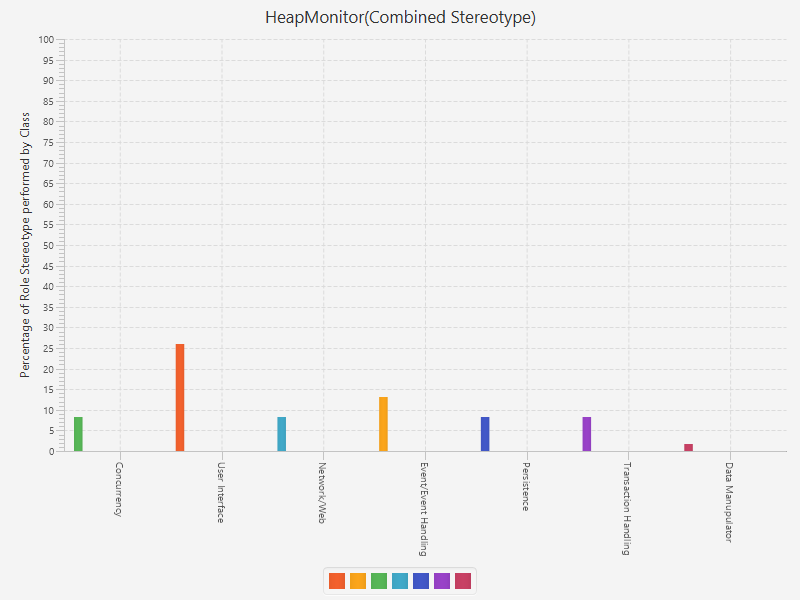 HeapMonitor(Combined Stereotype)
Percentage of Role Stereotype performed by Class
100
95
90
85
80
75
70
65
60
55
50
45
40
35
30
25
20
15
10
5
0
Concurrency
User Interface
Network/Web
Event/Event Handling
Persistence
Transaction Handling
Data Manupulator